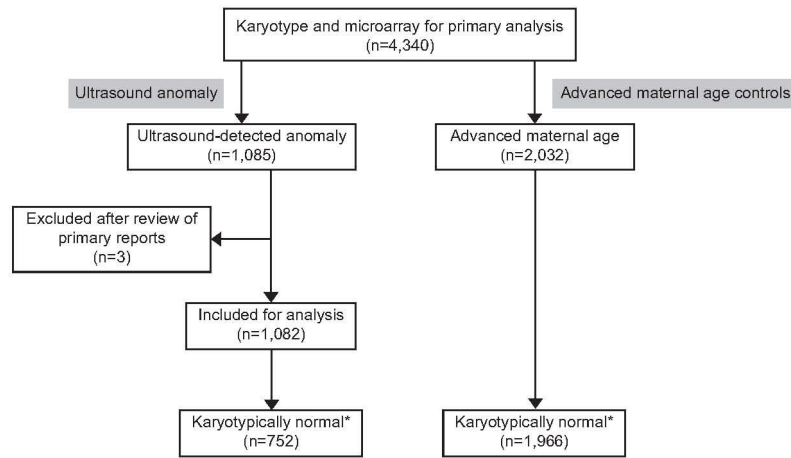 Karyotype and microarray for primary analysis
(n=4,340)
Ultrasound anomaly
Advanced maternal age controls
Ultrasound-detected anomaly
(n=1,085)
Advanced maternal age
(n=2,032)
Excluded after review of
primary reports
(n=3)
Included for analysis
(n=1,082)
Karyotypically normal*
(n=752)
Karyotypically normal*
(n=1,966)